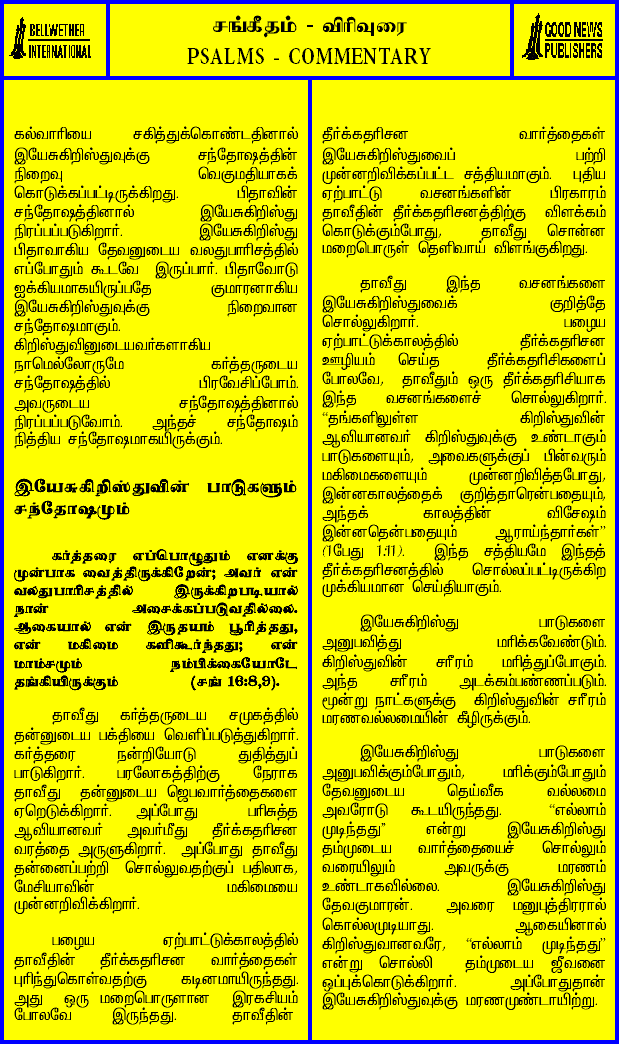 BELLWETHER
INTERNATIONAL
சங்கீதம் - விரிவுரை
PSALMS - COMMENTARY
GOOD NEWS
PUBLISHERS
கல்வாரியை சகித்துக்கொண்டதினால்
இயேசுகிறிஸ்துவுக்கு சந்தோஷத்தின்
நிறைவு வெகுமதியாகக்
கொடுக்கப்பட்டிருக்கிறது. பிதாவின்
சந்தோஷத்தினால் இயேசுகிறிஸ்து
நிரப்பப்படுகிறார். இயேசுகிறிஸ்து
பிதாவாகிய தேவனுடைய வலதுபாரிசத்தில்
எப்போதும் கூடவே இருப்பார். பிதாவோடு
ஐக்கியமாகயிருப்பதே குமாரனாகிய
இயேசுகிறிஸ்துவுக்கு நிறைவான
சந்தோஷமாகும்.
கிறிஸ்துவினுடையவர்களாகிய
நாமெல்லோருமே கர்த்தருடைய
சந்தோஷத்தில் பிரவேசிப்போம்.
அவருடைய சந்தோஷத்தினால்
நிரப்பப்படுவோம். அந்தச் சந்தோஷம்
நித்திய சந்தோஷமாகயிருக்கும்.
இயேசுகிறிஸ்துவின் பாடுகளும்
சந்தோஷமும்
கர்த்தரை எப்பொழுதும் எனக்கு
முன்பாக வைத்திருக்கிறேன்; அவர் என்
வலதுபாரிசத்தில் இருக்கிறபடியால்
நான் அசைக்கப்படுவதில்லை.
ஆகையால் என் இருதயம் பூரித்தது,
என் மகிமை களிகூர்ந்தது; என்
மாம்சமும் நம்பிக்கையோடே
தங்கியிருக்கும் (சங் 16:8,9).
தாவீது கர்த்தருடைய சமுகத்தில்
தன்னுடைய பக்தியை வெளிப்படுத்துகிறார்.
கர்த்தரை நன்றியோடு துதித்துப்
பாடுகிறார். பரலோகத்திற்கு நேராக
தாவீது தன்னுடைய ஜெபவார்த்தைகளை
ஏறெடுக்கிறார். அப்போது பரிசுத்த
ஆவியானவர் அவர்மீது தீர்க்கதரிசன
வரத்தை அருளுகிறார். அப்போது தாவீது
தன்னைப்பற்றி சொல்லுவதற்குப் பதிலாக,
மேசியாவின் மகிமையை
முன்னறிவிக்கிறார்.
பழைய ஏற்பாட்டுக்காலத்தில்
தாவீதின் தீர்க்கதரிசன வார்த்தைகள்
புரிந்துகொள்வதற்கு கடினமாயிருந்தது.
அது ஒரு மறைபொருளான இரகசியம்
போலவே இருந்தது. தாவீதின்
தீர்க்கதரிசன வார்த்தைகள்
இயேசுகிறிஸ்துவைப் பற்றி
முன்னறிவிக்கப்பட்ட சத்தியமாகும். புதிய
ஏற்பாட்டு வசனங்களின் பிரகாரம்
தாவீதின் தீர்க்கதரிசனத்திற்கு விளக்கம்
கொடுக்கும்போது, தாவீது சொன்ன
மறைபொருள் தெளிவாய் விளங்குகிறது.
தாவீது இந்த வசனங்களை
இயேசுகிறிஸ்துவைக் குறித்தே
சொல்லுகிறார். பழைய
ஏற்பாட்டுக்காலத்தில் தீர்க்கதரிசன
ஊழியம் செய்த தீர்க்கதரிசிகளைப்
போலவே, தாவீதும் ஒரு தீர்க்கதரிசியாக
இந்த வசனங்களைச் சொல்லுகிறார்.
“தங்களிலுள்ள கிறிஸ்துவின்
ஆவியானவர் கிறிஸ்துவுக்கு உண்டாகும்
பாடுகளையும், அவைகளுக்குப் பின்வரும்
மகிமைகளையும் முன்னறிவித்தபோது,
இன்னகாலத்தைக் குறித்தாரென்பதையும்,
அந்தக் காலத்தின் விசேஷம்
இன்னதென்பதையும் ஆராய்ந்தார்கள்”
(1பேது 1:11). இந்த சத்தியமே இந்தத்
தீர்க்கதரிசனத்தில் சொல்லப்பட்டிருக்கிற
முக்கியமான செய்தியாகும்.
இயேசுகிறிஸ்து பாடுகளை
அனுபவித்து மரிக்கவேண்டும்.
கிறிஸ்துவின் சரீரம் மரித்துப்போகும்.
அந்த சரீரம் அடக்கம்பண்ணப்படும்.
மூன்று நாட்களுக்கு கிறிஸ்துவின் சரீரம்
மரணவல்லமையின் கீழிருக்கும்.
இயேசுகிறிஸ்து பாடுகளை
அனுபவிக்கும்போதும், மரிக்கும்போதும்
தேவனுடைய தெய்வீக வல்லமை
அவரோடு கூடயிருந்தது. “எல்லாம்
முடிந்தது” என்று இயேசுகிறிஸ்து
தம்முடைய வார்த்தையைச் சொல்லும்
வரையிலும் அவருக்கு மரணம்
உண்டாகவில்லை. இயேசுகிறிஸ்து
தேவகுமாரன். அவரை மனுபுத்திரரால்
கொல்லமுடியாது. ஆகையினால்
கிறிஸ்துவானவரே, “எல்லாம் முடிந்தது”
என்று சொல்லி தம்முடைய ஜீவனை
ஒப்புக்கொடுக்கிறார். அப்போதுதான்
இயேசுகிறிஸ்துவுக்கு மரணமுண்டாயிற்று.